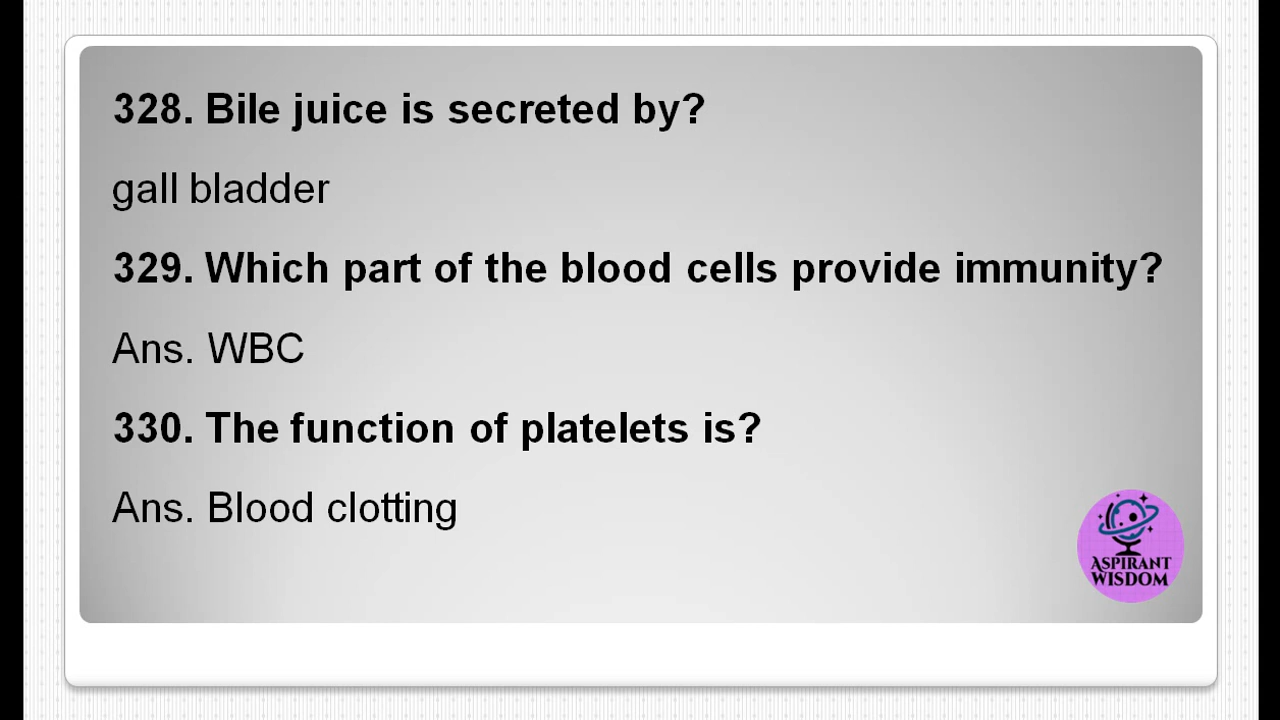 328. Bile juice is secreted by?
gall bladder
329. Which part of the blood cells provide immunity?
Ans. WBC
330. The function of platelets is?
Ans. Blood clotting
ASPIRANT
WISDOM